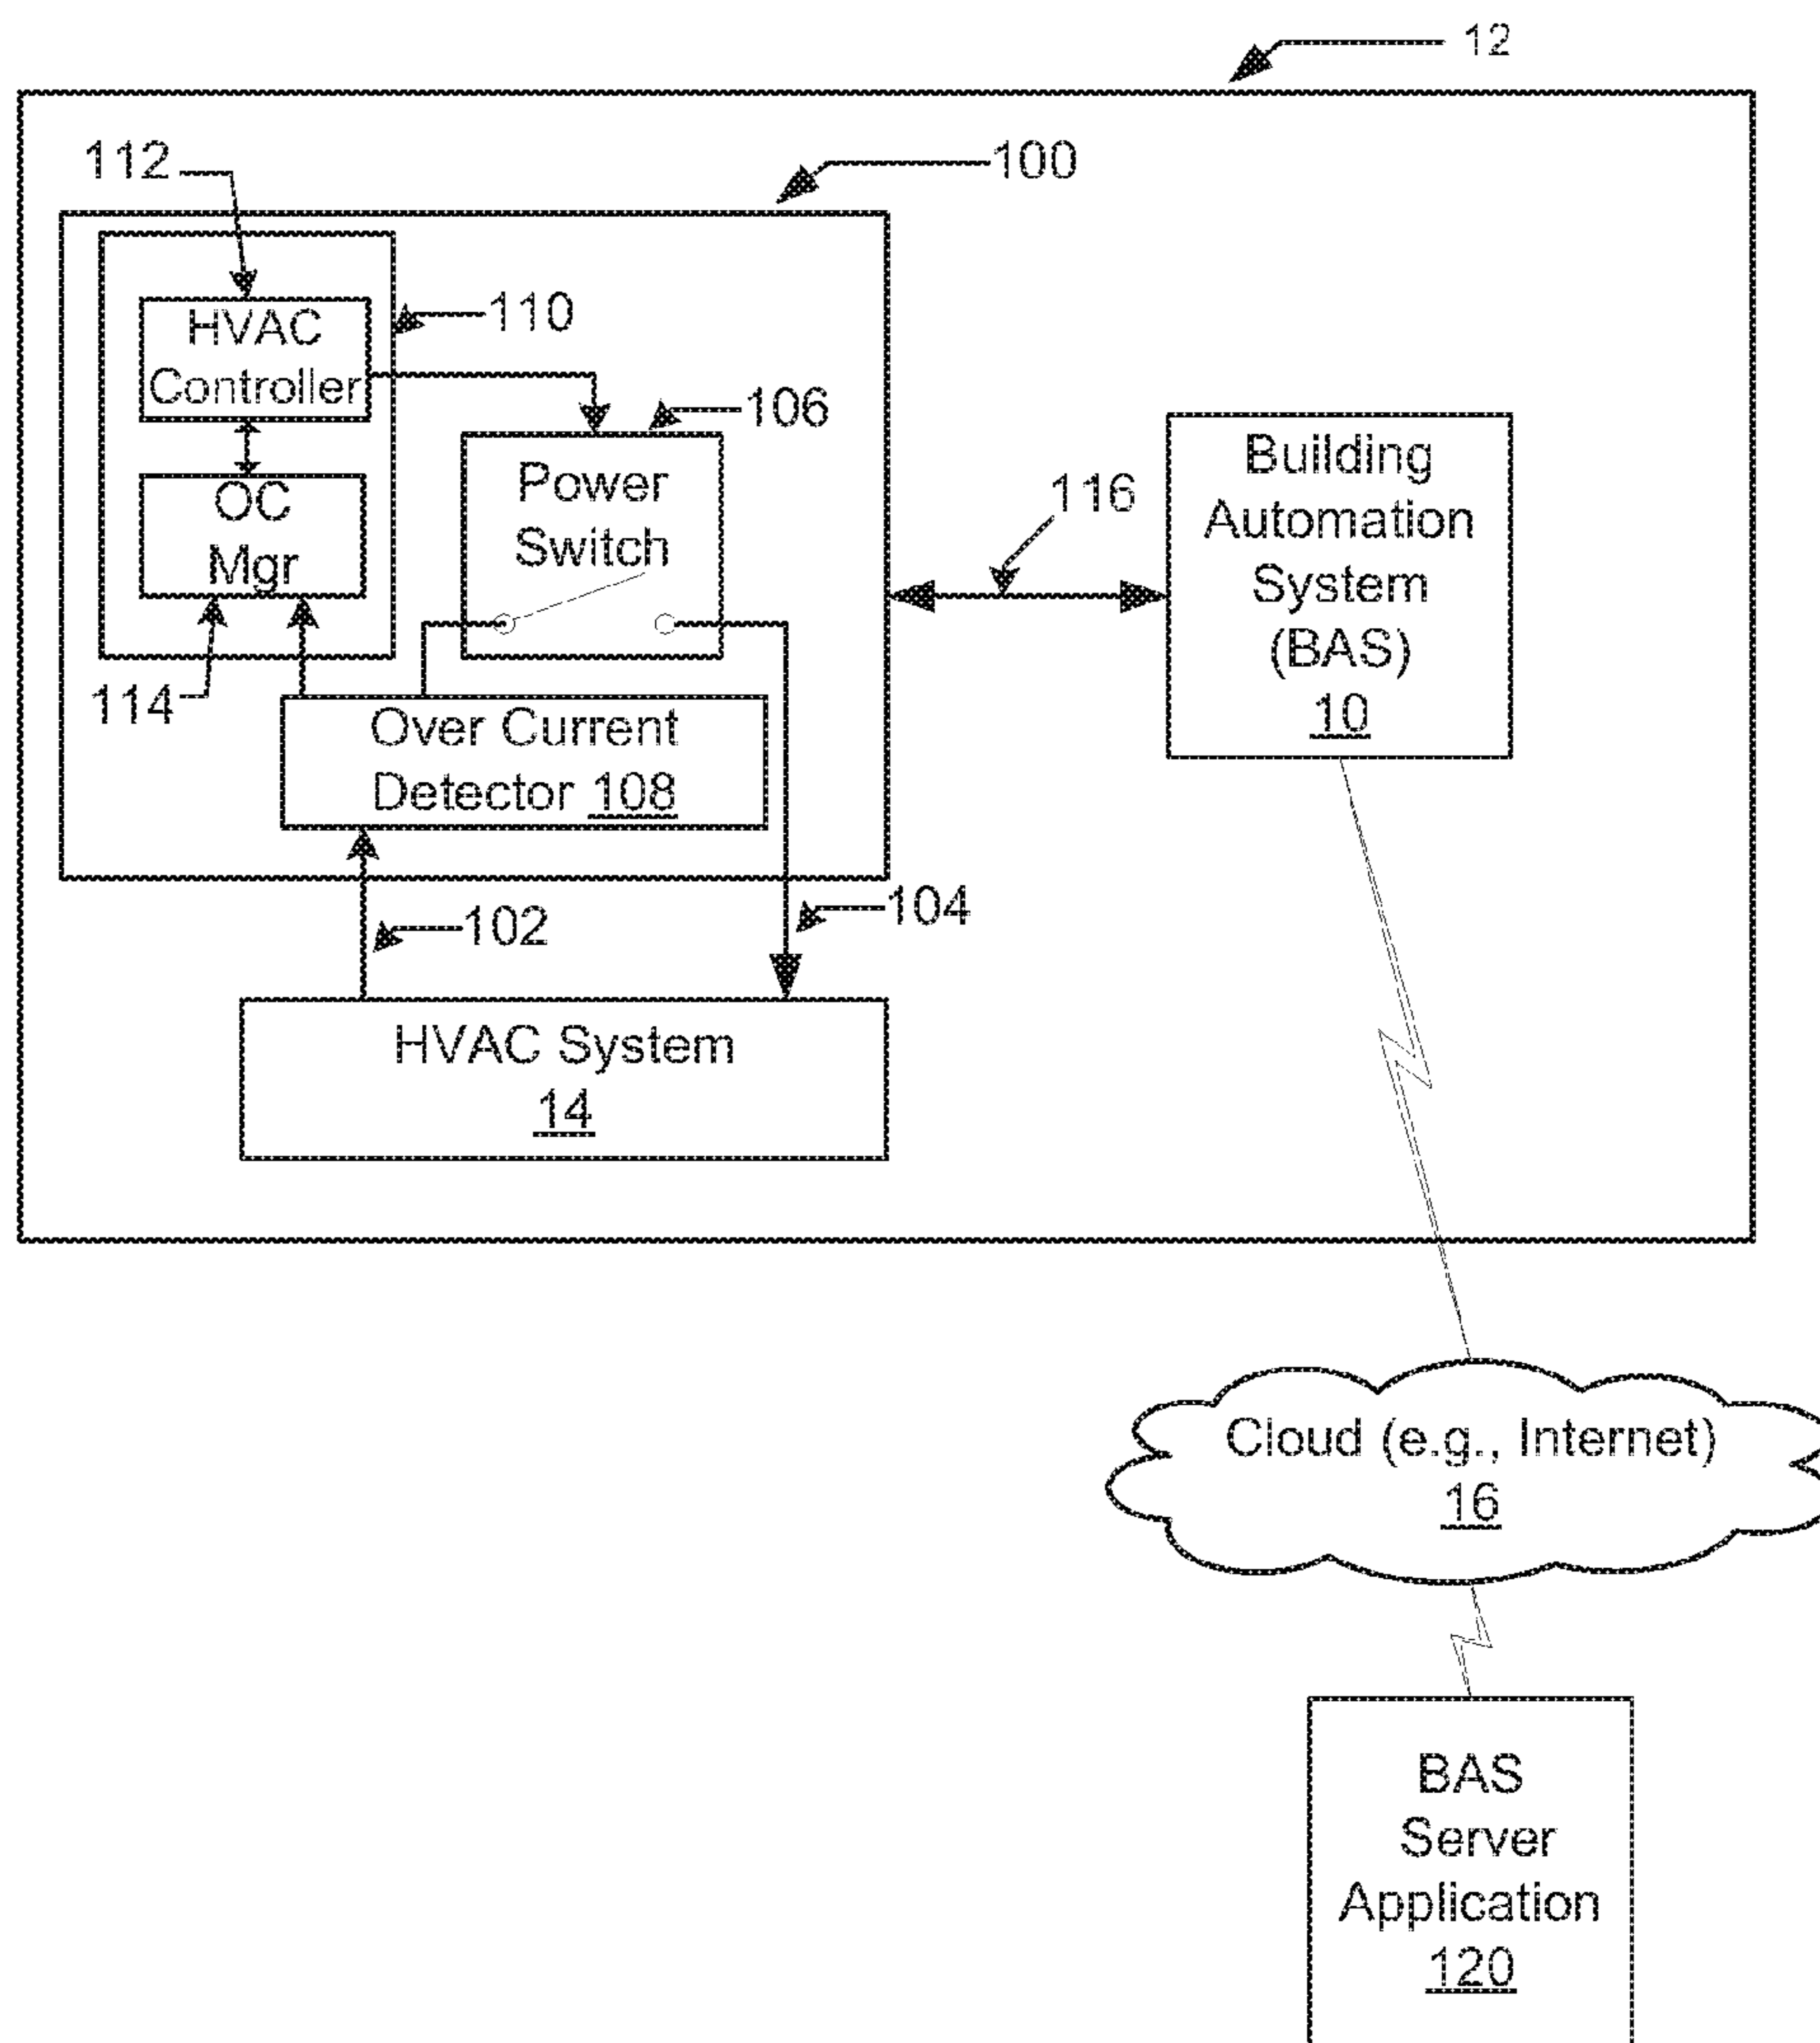 12
112
100
HVAC
Controller
110
106
OC
Mgr
Power
Switch
116
Building
Automation
System
(BAS)
10
114
Over Current
Detector 108
102
104
HVAC System
14
Cloud (e.g., Internet)
16
BAS
Server
Application
120